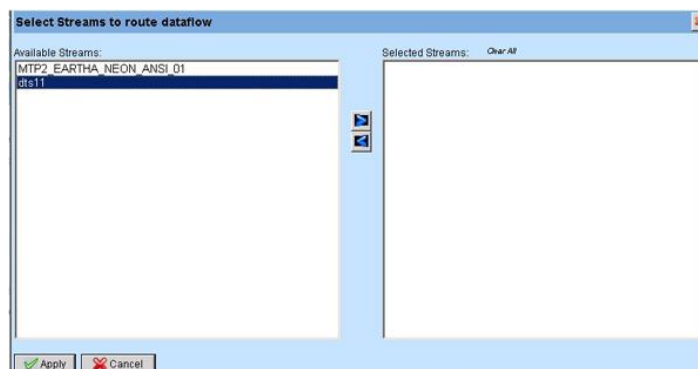 Select Streams to route dataflow
Available Streams:
MTP2_EARTHA_NEON_ANSI_01
dts11
Selected Streams: Clear All
Apply Cancel